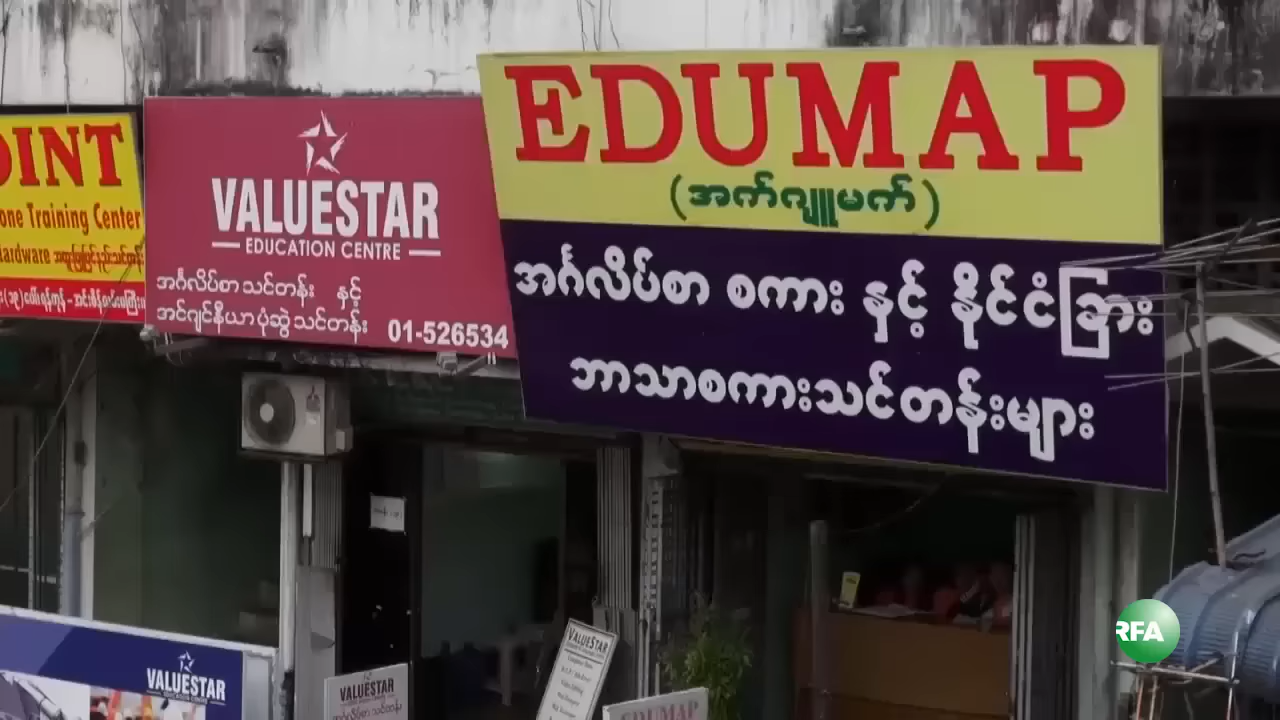 OINT
one Training Center
VALUESTAR
EDUCATION CENTRE
အင်္ဂလိပ်စာသင်တန်း နှင့်
အင်ဂျင်နီယာပုံဆွဲသင်တန်း 01-526534
EDUMAP
(အက်ဂျူမက်)
အင်္ဂလိပ်စာ စကား နှင့် နိုင်ငံခြား
ဘာသာစကားသင်တန်းများ
VALUESTAR
EDUCATION CENTRE
VALUESTAR
VALUESTAR
EDUMAP
RFA